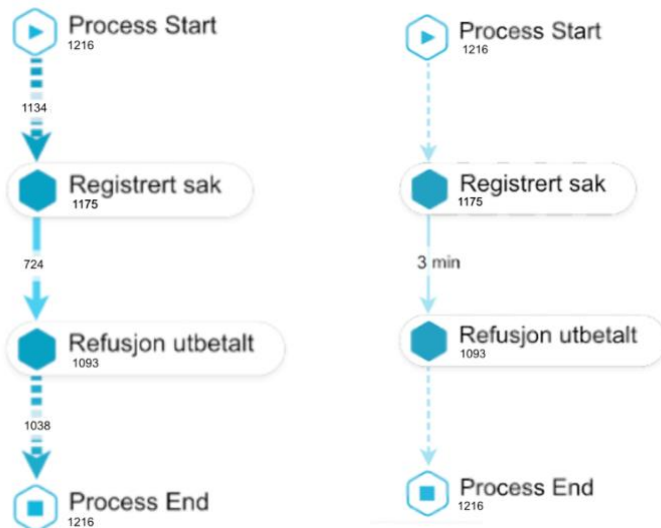 Process Start
1216
1134
Registrert sak
1175
724
Refusjon utbetalt
1093
1038
Process End
1216
Process Start
1216
Registrert sak
1175
3 min
Refusjon utbetalt
1093
Process End
1216